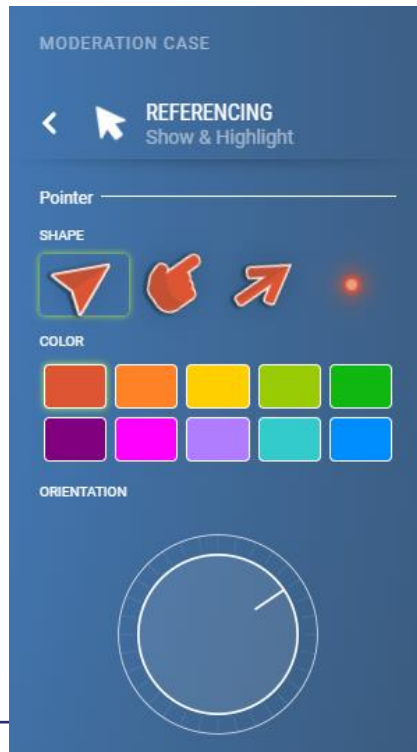 MODERATION CASE
REFERENCING
Show & Highlight
Pointer
SHAPE
COLOR
ORIENTATION